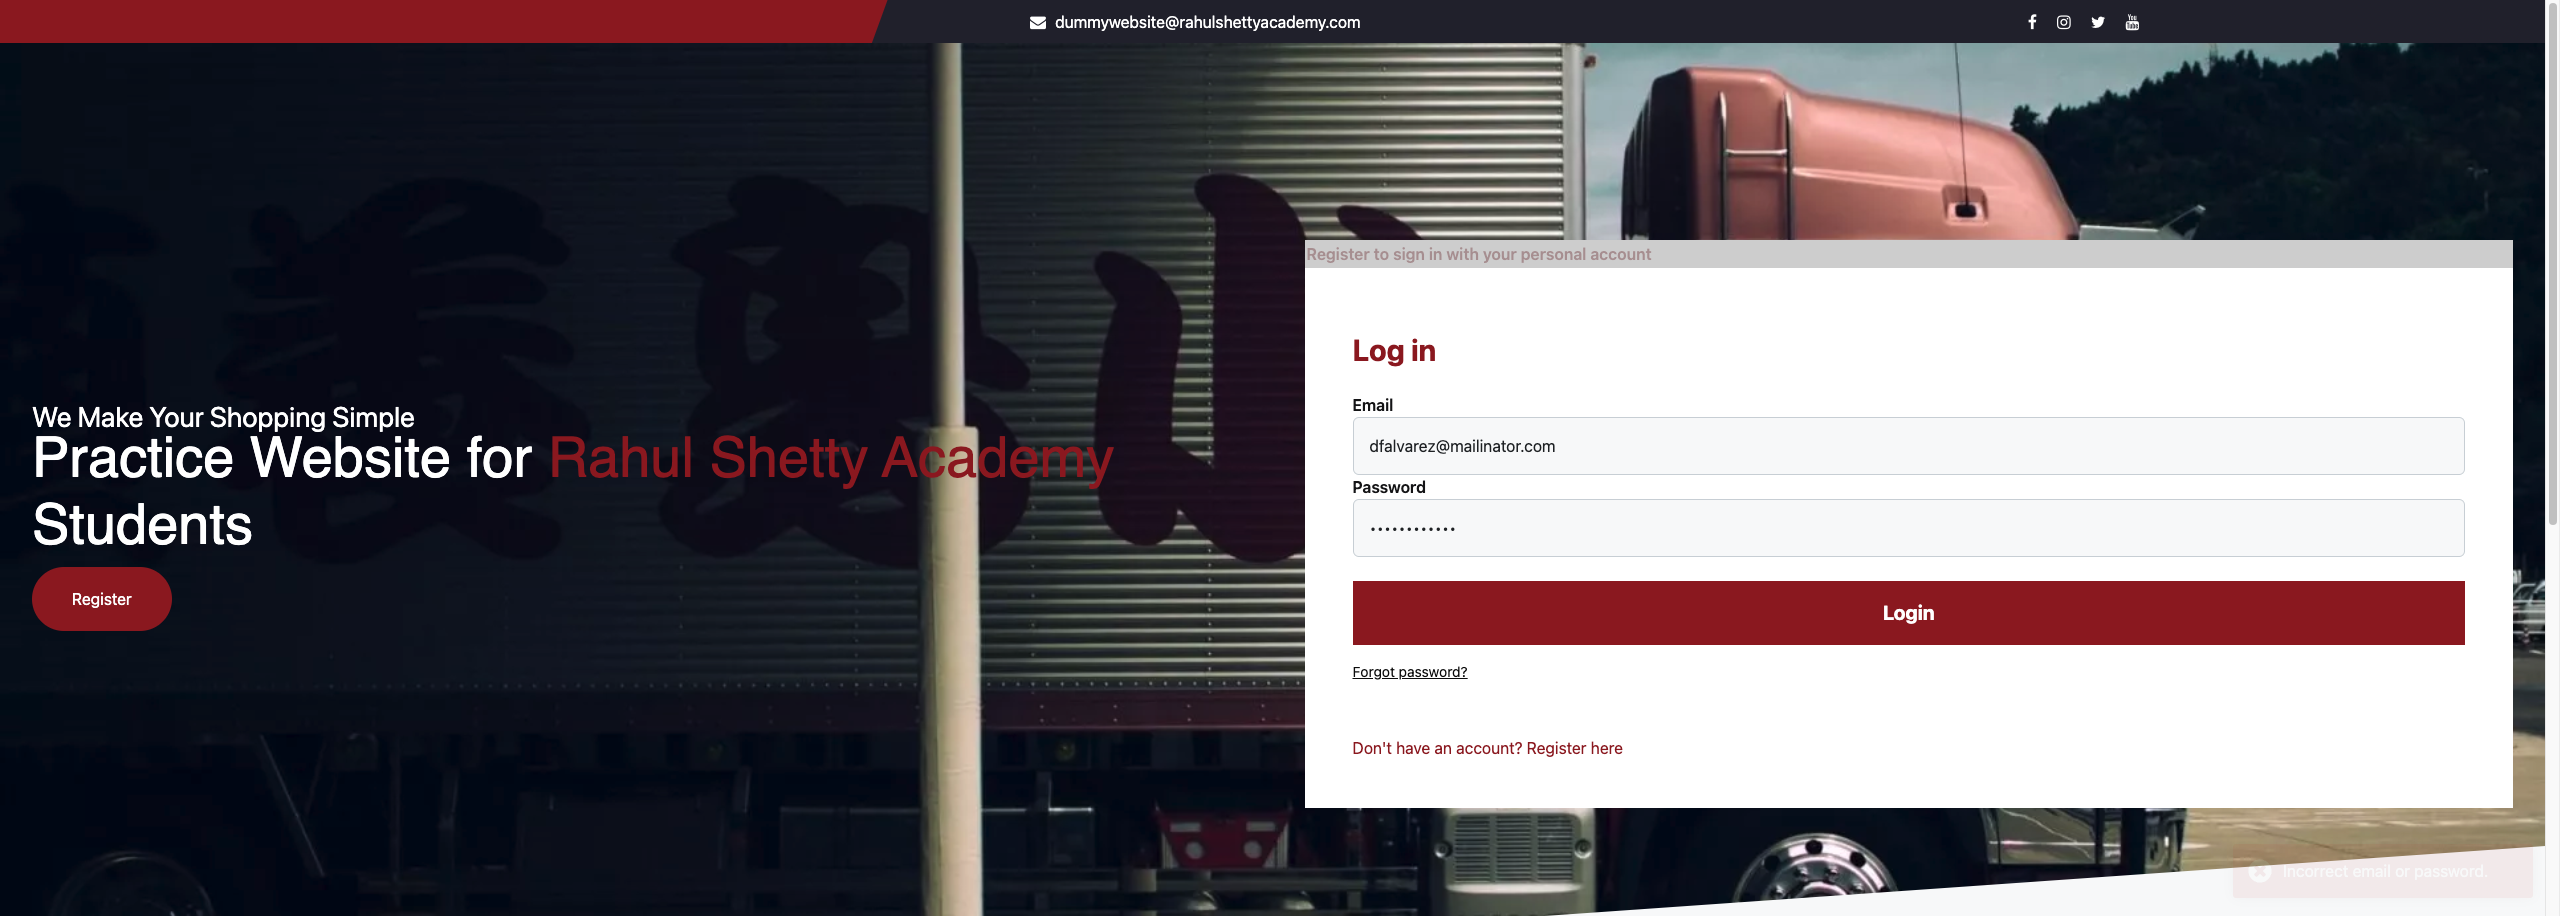 dummywebsite@rahulshettyacademy.com
Register to sign in with your personal account
We Make Your Shopping Simple
Practice Website for Rahul Shetty Academy
Students
Register
Log in
Email
dfalvarez@mailinator.com
Password
Login
Forgot password?
Don't have an account? Register here
Incorrect email or password.